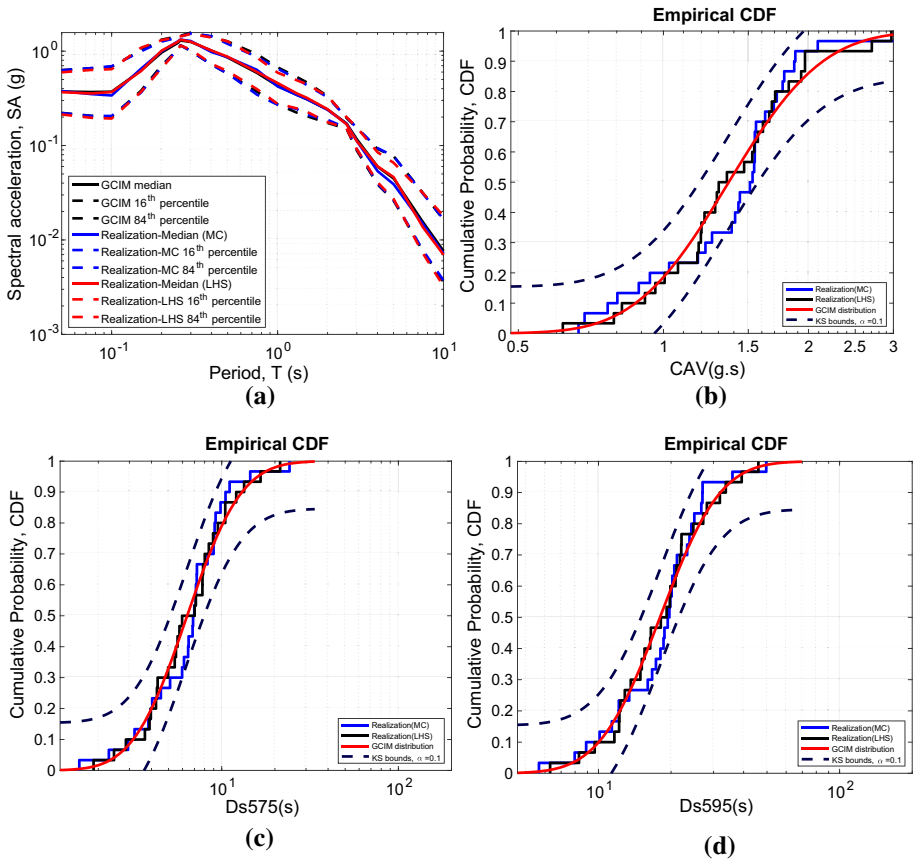 Spectral acceleration, SA (g)
10^0
10^-1
10^-2
10^-3
GCIM median
GCIM 16th percentile
GCIM 84th percentile
Realization-Median (MC)
Realization-MC 16th percentile
Realization-MC 84th percentile
Realization-Meidan (LHS)
Realization-LHS 16th percentile
Realization-LHS 84th percentile
10^-1 10^0 10^1
Period, T (s)
(a)
Empirical CDF
Cumulative Probability, CDF
1
0.9
0.8
0.7
0.6
0.5
0.4
0.3
0.2
0.1
0
Realization(MC)
Realization(LHS)
GCIM distribution
KS bounds, α =0.1
0.5 1 1.5 2 2.5 3
CAV(g.s)
(b)
Empirical CDF
Cumulative Probability, CDF
1
0.9
0.8
0.7
0.6
0.5
0.4
0.3
0.2
0.1
0
Realization(MC)
Realization(LHS)
GCIM distribution
KS bounds, α =0.1
10^1 10^2
Ds575(s)
(c)
Empirical CDF
Cumulative Probability, CDF
1
0.9
0.8
0.7
0.6
0.5
0.4
0.3
0.2
0.1
0
Realization(MC)
Realization(LHS)
GCIM distribution
KS bounds, α =0.1
10^1 10^2
Ds595(s)
(d)